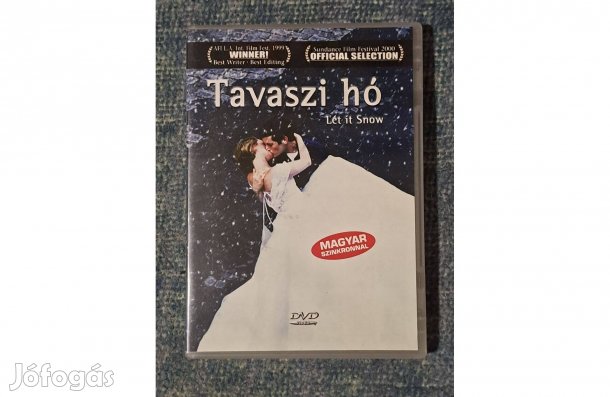 AFI L.A. Int. Film Fest. 1999
WINNER!
Best Writer - Best Editing
Sundance Film Festival 2000
OFFICIAL SELECTION
Tavaszi hó
Let it Snow
MAGYAR
SZINKRONNAL
DVD
Jófogás